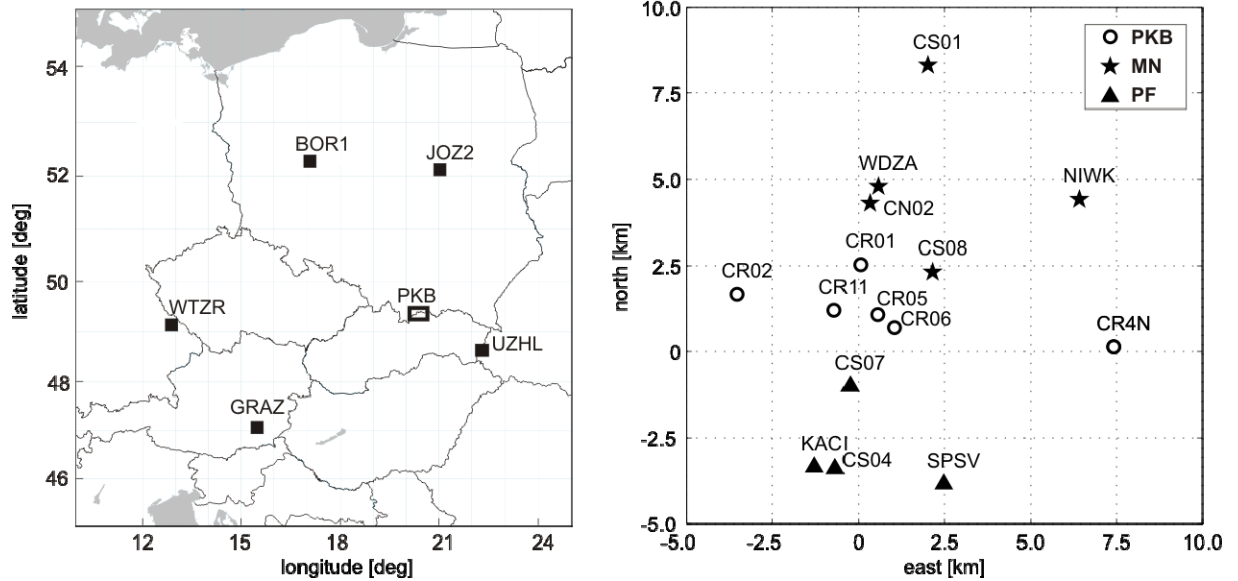 54
52
50
48
46
latitude [deg]
12
15
18
21
24
longitude [deg]
BOR1
JOZ2
WTZR
PKB
UZHL
GRAZ
10.0
7.5
5.0
2.5
0
-2.5
-5.0
north [km]
-5.0
-2.5
0
2.5
5.0
7.5
10.0
east [km]
PKB
MN
PF
CS01
WDZA
NIWK
CN02
CR01
CS08
CR02
CR11
CR05
CR06
CR4N
CS07
KACI
CS04
SPSV